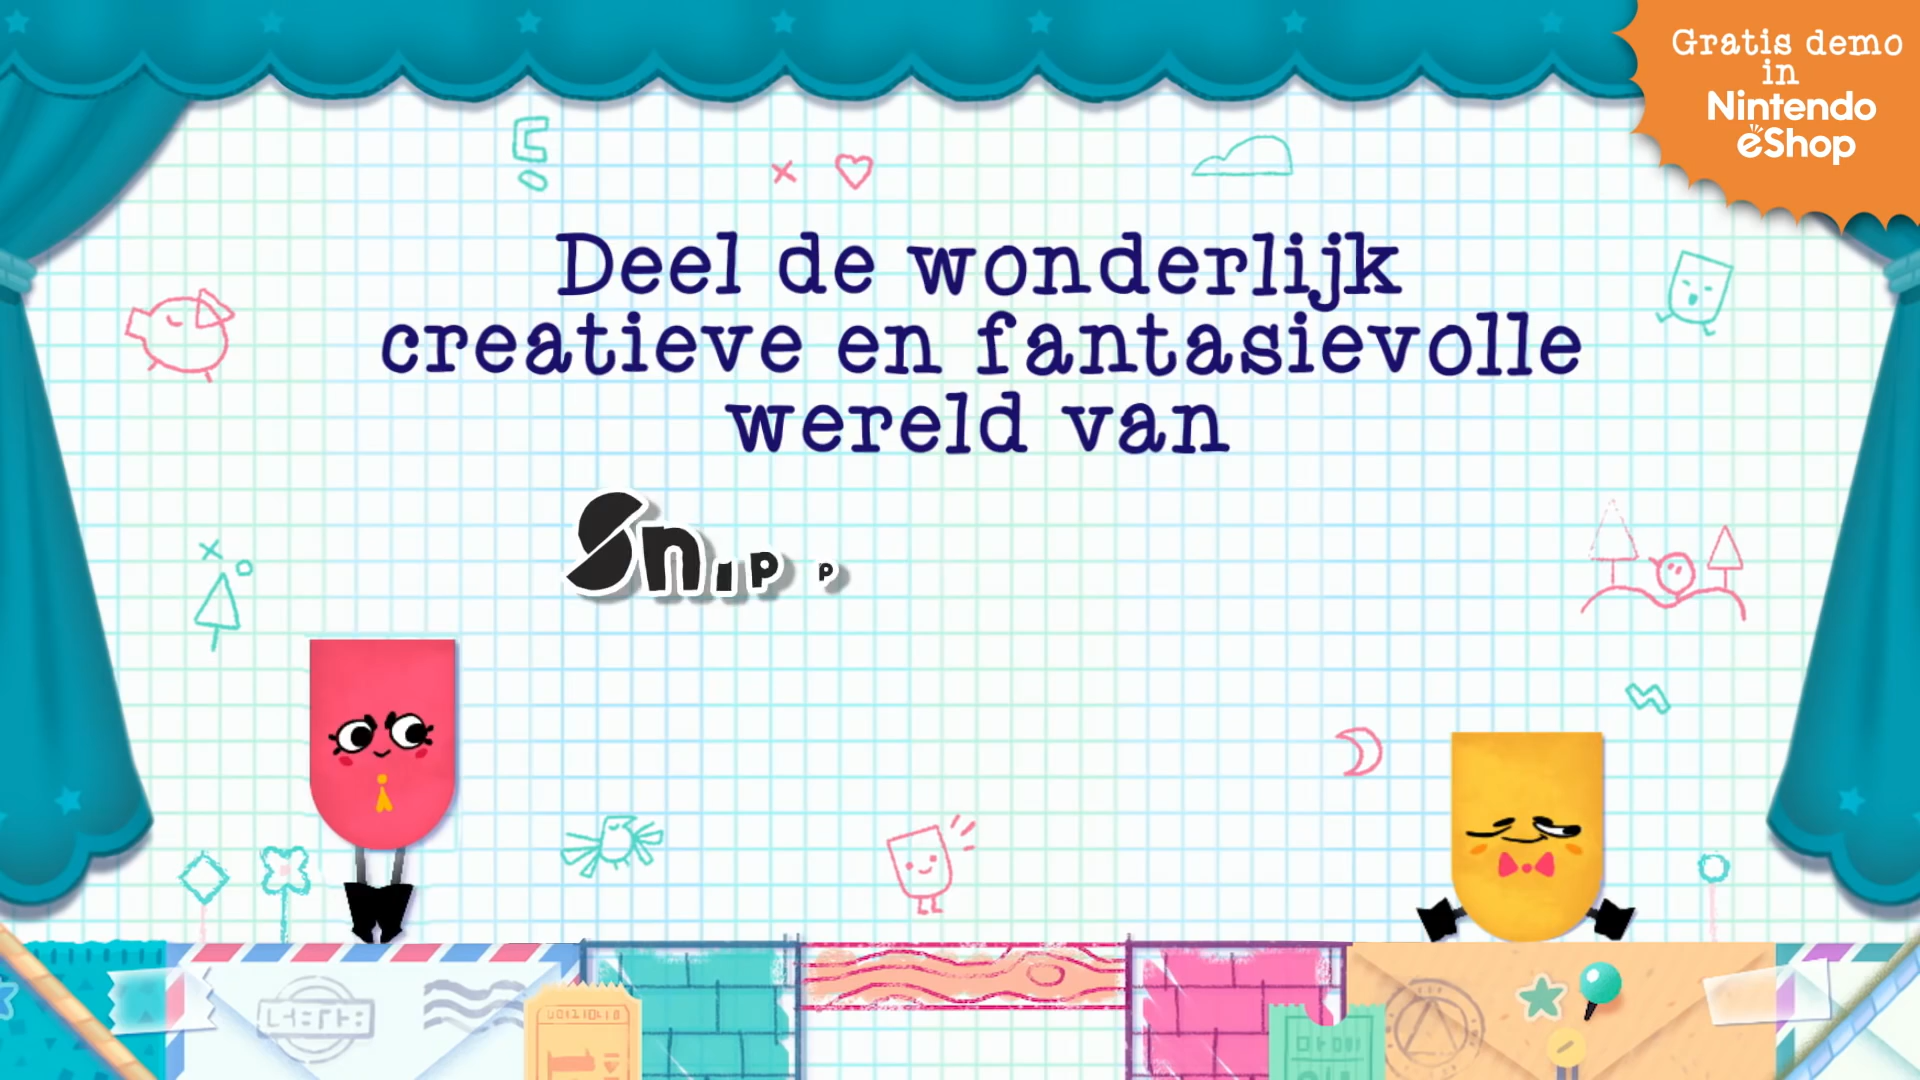 Gratis demo
in
Nintendo
eShop
Deel de wonderlijk
creatieve en fantasievolle
wereld van
Snipp